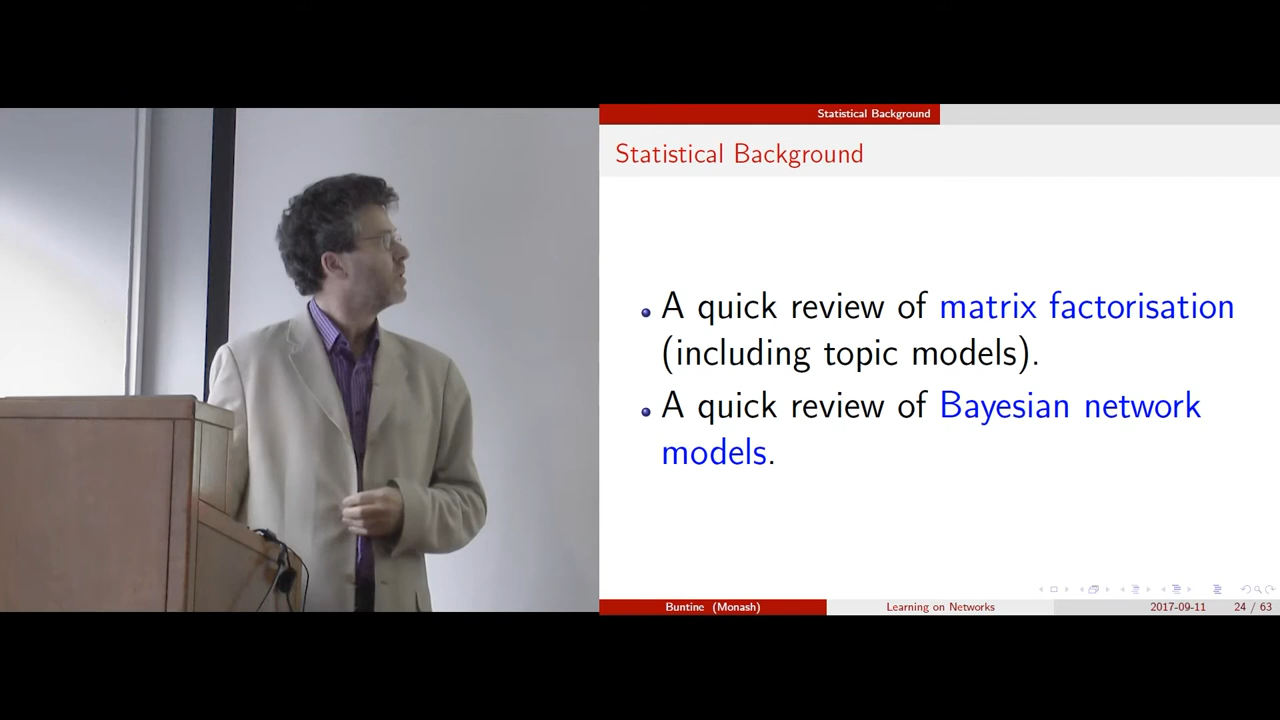 Statistical Background
Statistical Background
A quick review of matrix factorisation
(including topic models).
A quick review of Bayesian network
models.
Buntine (Monash) Learning on Networks 2017-09-11 24 / 63